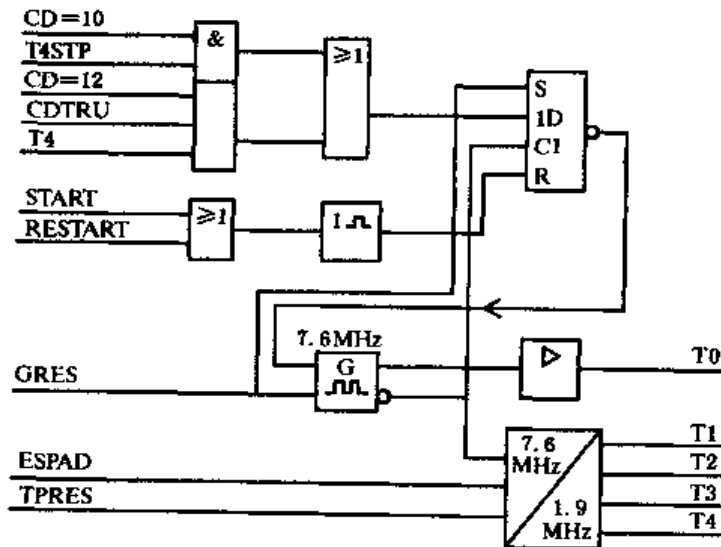 CD=10
T4STP
CD=12
CDTRU
T4
&
≥1
S
1D
C1
R
START
RESTART
≥1
1
7.6MHz
G
GRES
T0
ESPAD
TPRES
7.6
MHz
1.9
MHz
T1
T2
T3
T4